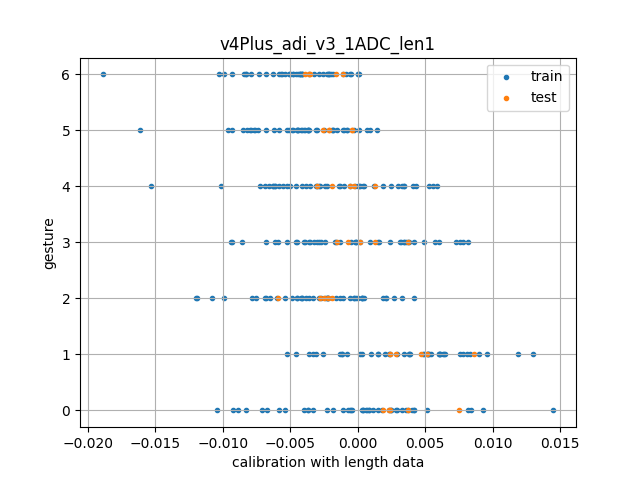 v4Plus_adi_v3_1ADC_len1
train
test
gesture
6
5
4
3
2
1
0
−0.020 −0.015 −0.010 −0.005 0.000 0.005 0.010 0.015
calibration with length data